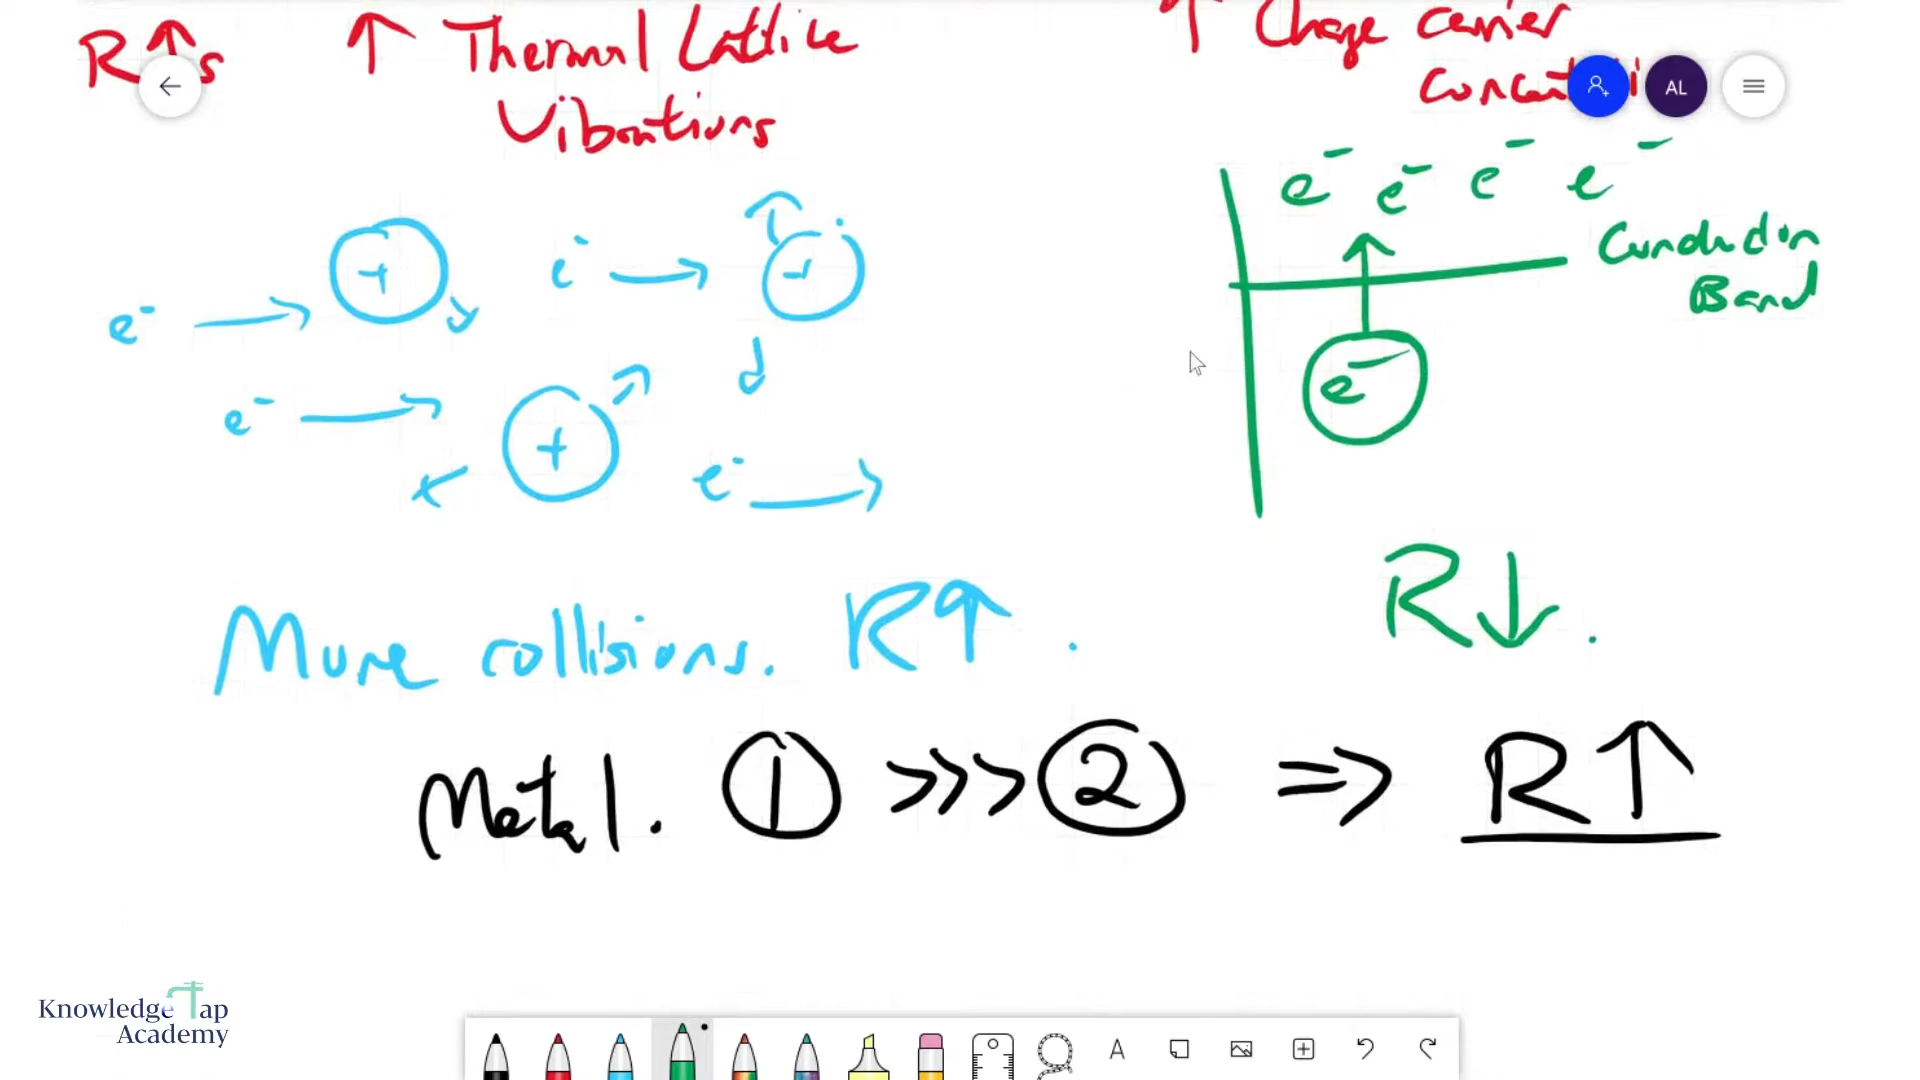 R↑s ↑ Thermal Lattice
Vibrations
↑ Charge carrier
AL
e⁻ e⁻ e⁻ e⁻
Conduction
Band
e⁻
R↓.
+ e⁻ +
e⁻
e⁻ + e⁻
More collisions. R↑.
Metal. ① >>> ② ⇒ R↑
Knowledge Tap
Academy
A